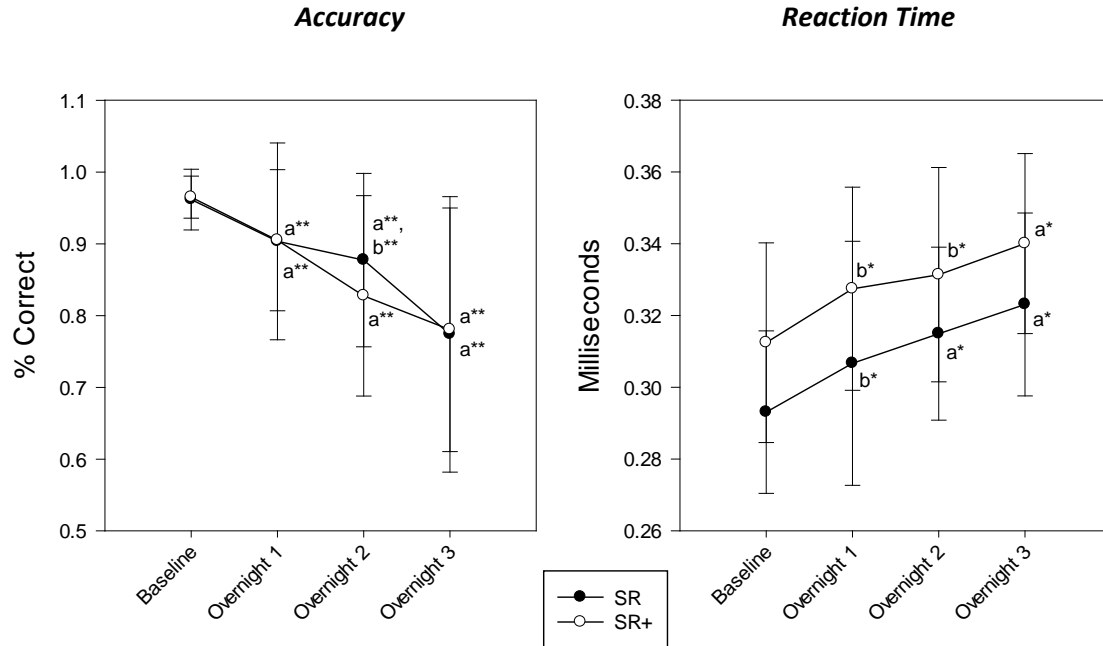 Accuracy
Reaction Time
% Correct
1.1
1.0
0.9
0.8
0.7
0.6
0.5
a**
a**
a**,
b**
a**
a**
a**
Baseline
Overnight 1
Overnight 2
Overnight 3
Milliseconds
0.38
0.36
0.34
0.32
0.30
0.28
0.26
b*
b*
b*
a*
a*
a*
Baseline
Overnight 1
Overnight 2
Overnight 3
SR
SR+